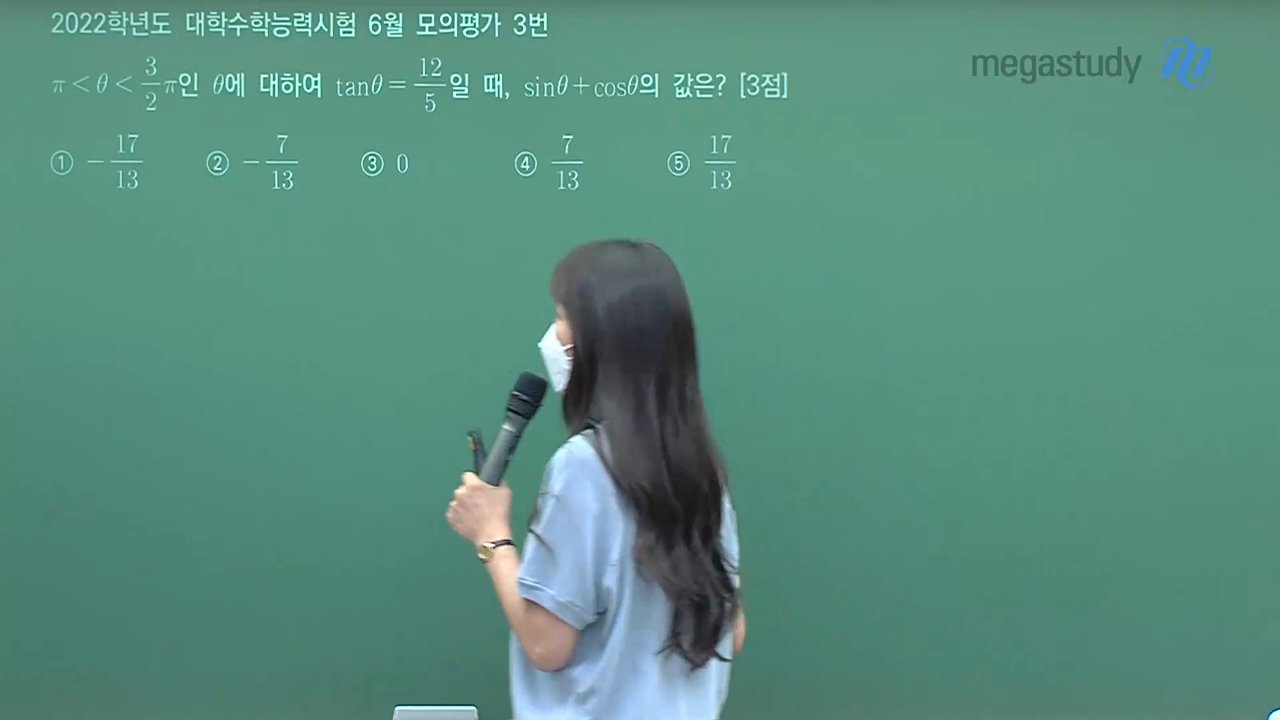 2022학년도 대학수학능력시험 6월 모의평가 3번
π < θ < 3/2 π인 θ에 대하여 tanθ = 12/5 일 때, sinθ + cosθ의 값은? [3점]
① -17/13 ② -7/13 ③ 0 ④ 7/13 ⑤ 17/13
megastudy